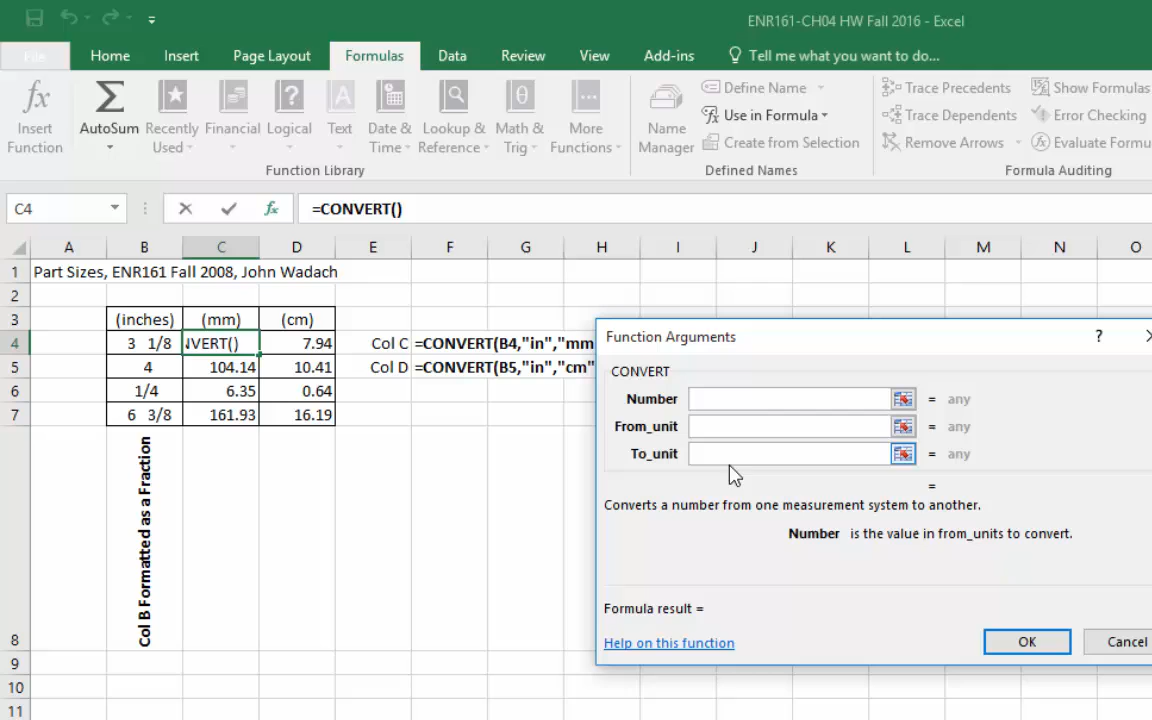 ENR161-CH04 HW Fall 2016 - Excel
File Home Insert Page Layout Formulas Data Review View Add-ins Tell me what you want to do...
fx Σ ? A θ
Define Name Trace Precedents Show Formulas
Insert AutoSum Recently Financial Logical Text Date & Lookup & Math & More Name Use in Formula Trace Dependents Error Checking
Function Used Time Reference Trig Functions Manager Create from Selection Remove Arrows Evaluate Formu
Function Library Defined Names Formula Auditing
C4 fx =CONVERT()
A B C D E F G H I J K L M N O
1 Part Sizes, ENR161 Fall 2008, John Wadach
2
3 (inches) (mm) (cm)
4 3 1/8 VERT() 7.94 Col C =CONVERT(B4,"in","mm
5 4 104.14 10.41 Col D =CONVERT(B5,"in","cm"
6 1/4 6.35 0.64
7 6 3/8 161.93 16.19
Col B Formatted as a Fraction
8
9
10
11
Function Arguments ?
CONVERT
Number = any
From_unit = any
To_unit = any
=
Converts a number from one measurement system to another.
Number is the value in from_units to convert.
Formula result =
Help on this function OK Cancel